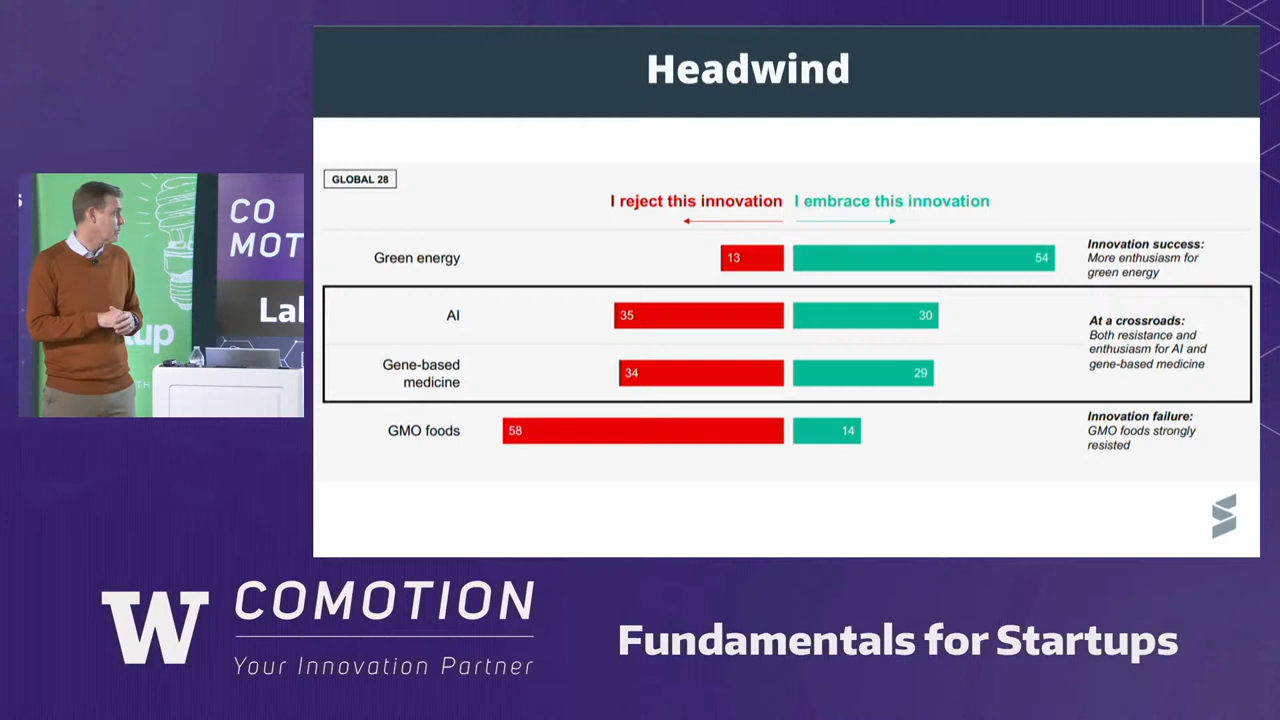 Headwind
GLOBAL 28
I reject this innovation
I embrace this innovation
Green energy
13
54
Innovation success:
More enthusiasm for
green energy
AI
35
30
At a crossroads:
Both resistance and
enthusiasm for AI and
gene-based medicine
Gene-based
medicine
34
29
GMO foods
58
14
Innovation failure:
GMO foods strongly
resisted
CO
MOT
Lal
up
TH
W
COMOTION
Your Innovation Partner
Fundamentals for Startups